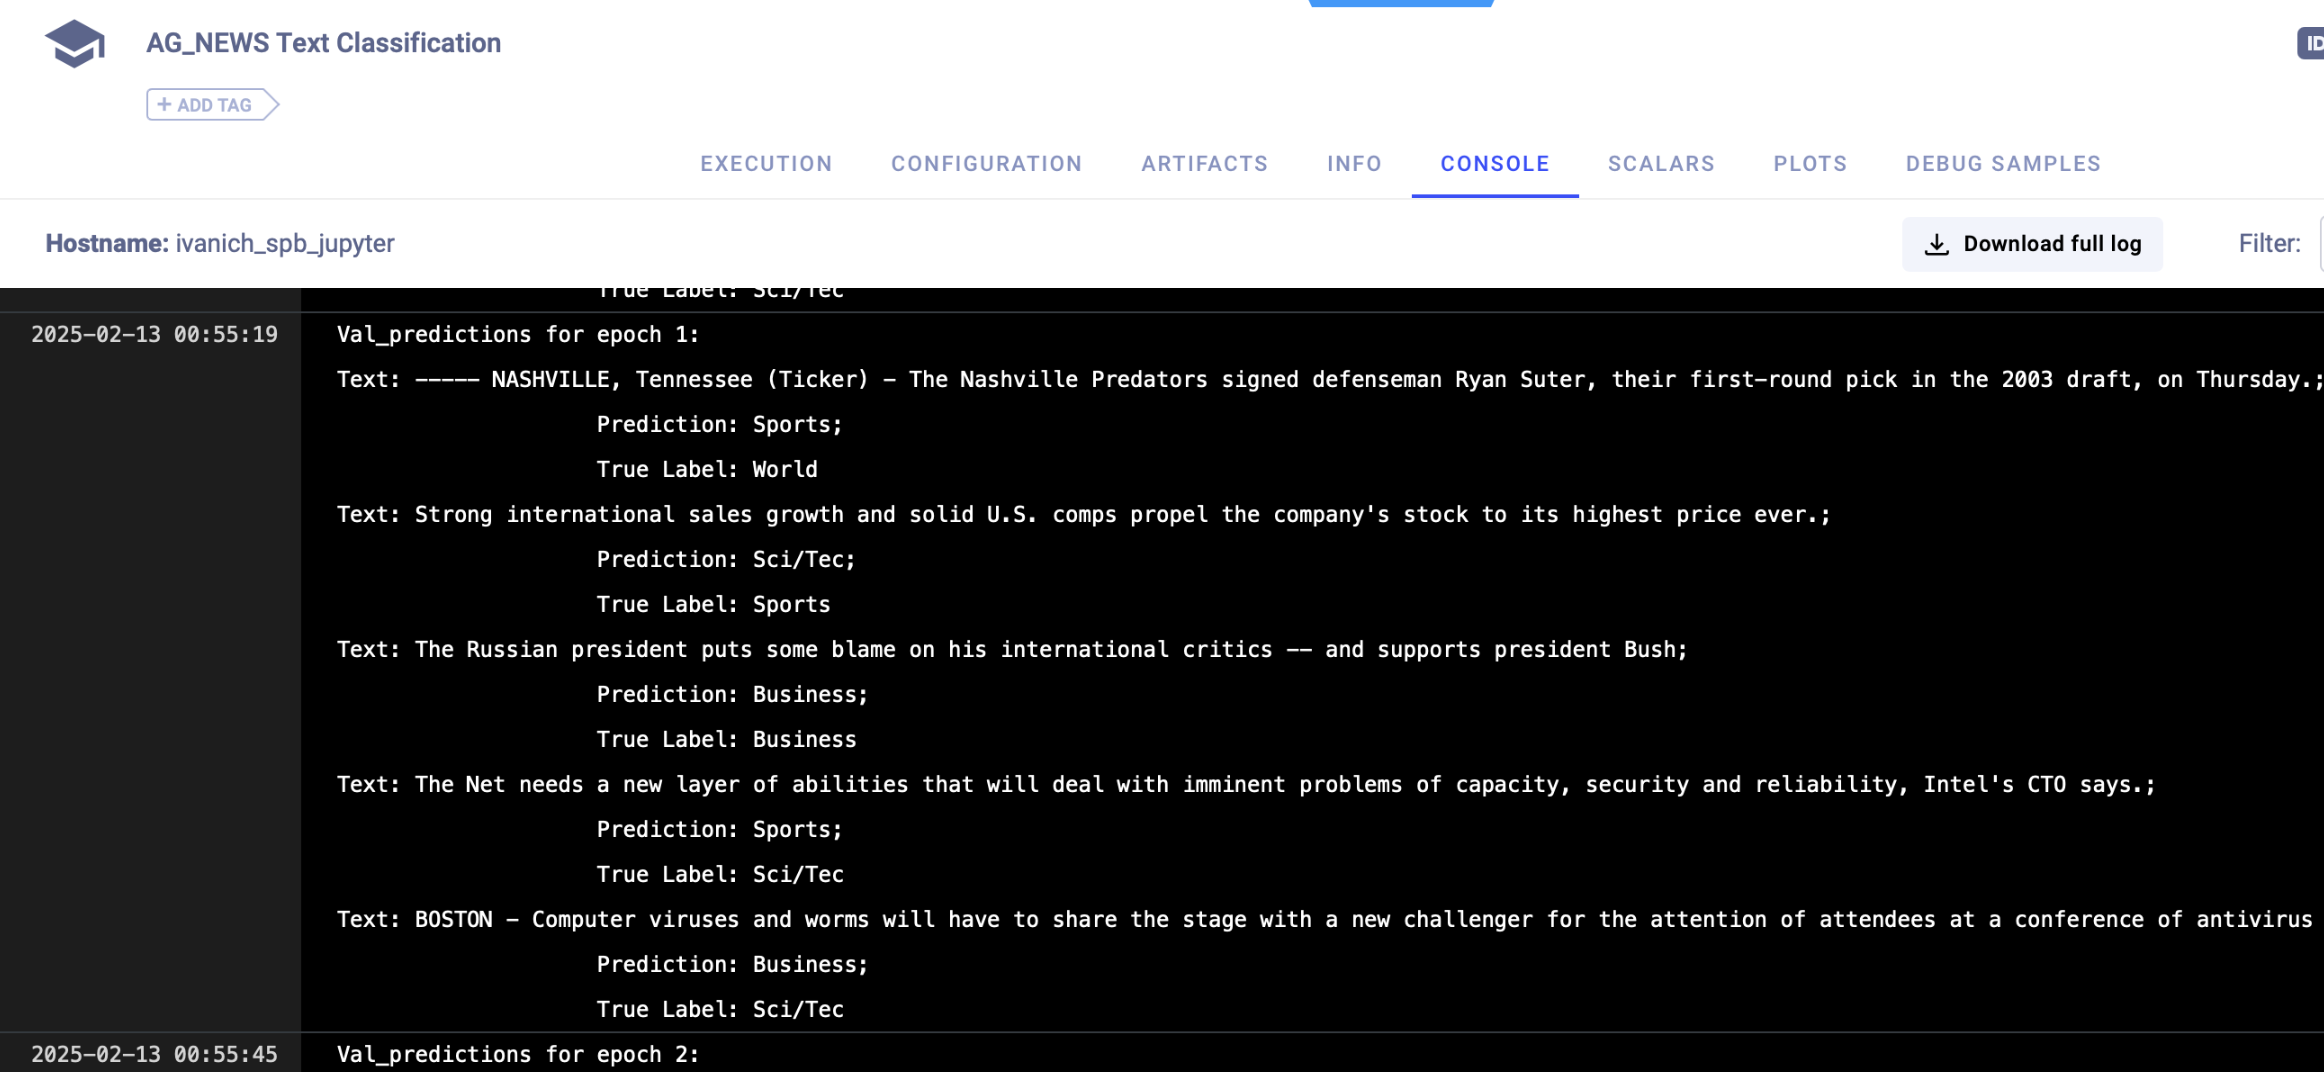 AG_NEWS Text Classification
+ ADD TAG
EXECUTION CONFIGURATION ARTIFACTS INFO CONSOLE SCALARS PLOTS DEBUG SAMPLES
Hostname: ivanich_spb_jupyter Download full log Filter:
True Label: Sci/Tec
2025-02-13 00:55:19 Val_predictions for epoch 1:
Text: ----- NASHVILLE, Tennessee (Ticker) - The Nashville Predators signed defenseman Ryan Suter, their first-round pick in the 2003 draft, on Thursday.;
Prediction: Sports;
True Label: World
Text: Strong international sales growth and solid U.S. comps propel the company's stock to its highest price ever.;
Prediction: Sci/Tec;
True Label: Sports
Text: The Russian president puts some blame on his international critics -- and supports president Bush;
Prediction: Business;
True Label: Business
Text: The Net needs a new layer of abilities that will deal with imminent problems of capacity, security and reliability, Intel's CTO says.;
Prediction: Sports;
True Label: Sci/Tec
Text: BOSTON - Computer viruses and worms will have to share the stage with a new challenger for the attention of attendees at a conference of antivirus
Prediction: Business;
True Label: Sci/Tec
2025-02-13 00:55:45 Val_predictions for epoch 2: